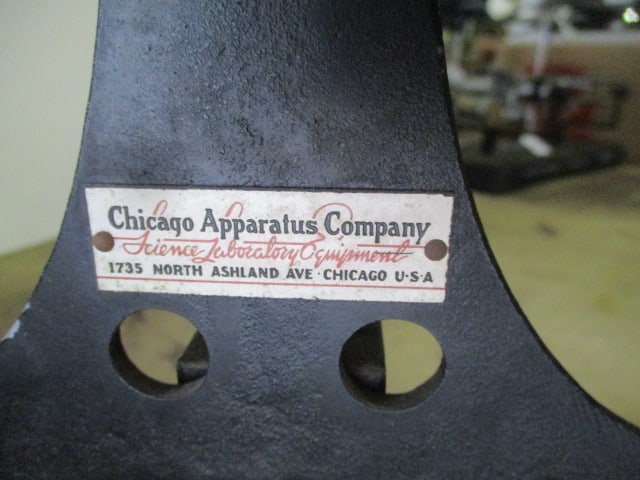 Chicago Apparatus Company
Science Laboratory Equipment
1735 NORTH ASHLAND AVE · CHICAGO U·S·A